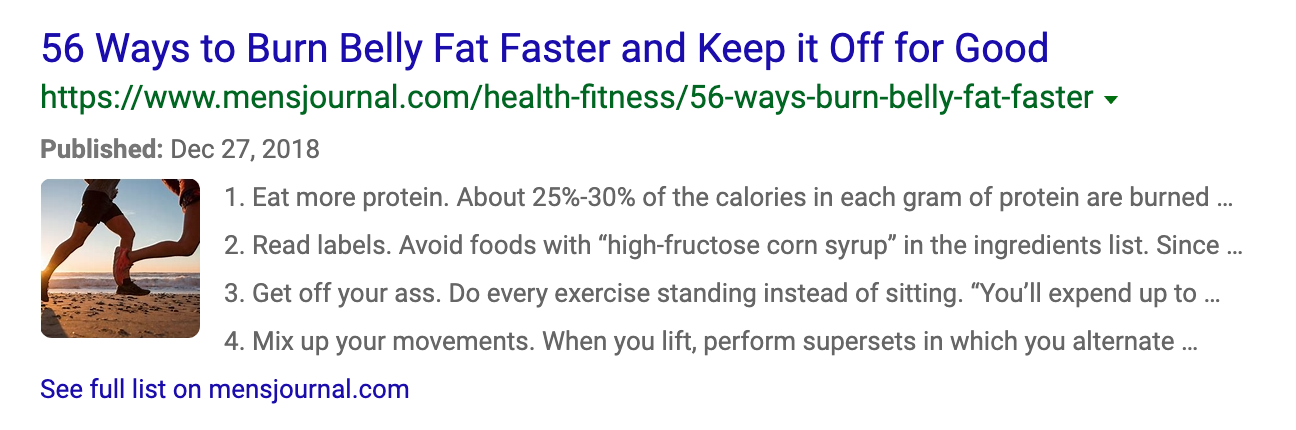 56 Ways to Burn Belly Fat Faster and Keep it Off for Good
https://www.mensjournal.com/health-fitness/56-ways-burn-belly-fat-faster
Published: Dec 27, 2018
1. Eat more protein. About 25%-30% of the calories in each gram of protein are burned ...
2. Read labels. Avoid foods with “high-fructose corn syrup” in the ingredients list. Since ...
3. Get off your ass. Do every exercise standing instead of sitting. “You’ll expend up to ...
4. Mix up your movements. When you lift, perform supersets in which you alternate ...
See full list on mensjournal.com